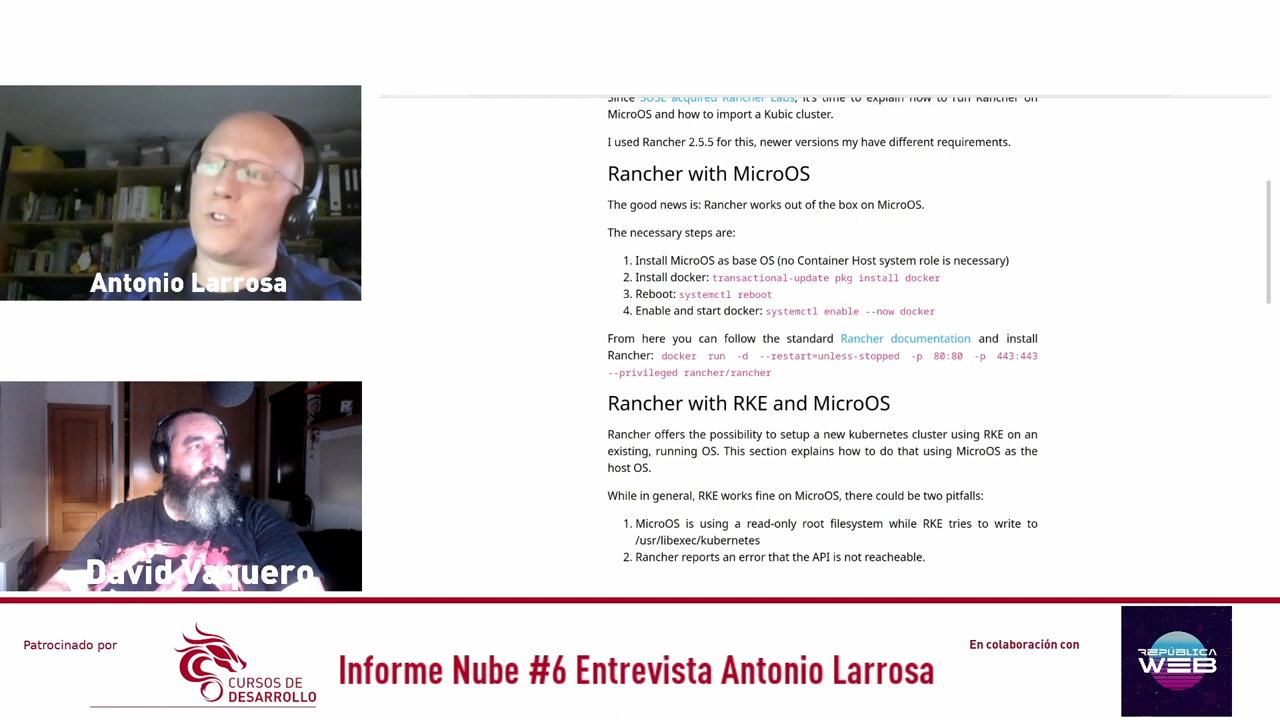 Since SUSE acquired Rancher Labs, it's time to explain how to run Rancher on
MicroOS and how to import a Kubic cluster.
I used Rancher 2.5.5 for this, newer versions my have different requirements.
Rancher with MicroOS
The good news is: Rancher works out of the box on MicroOS.
The necessary steps are:
1. Install MicroOS as base OS (no Container Host system role is necessary)
2. Install docker: transactional-update pkg install docker
3. Reboot: systemctl reboot
4. Enable and start docker: systemctl enable --now docker
From here you can follow the standard Rancher documentation and install
Rancher: docker run -d --restart=unless-stopped -p 80:80 -p 443:443
--privileged rancher/rancher
Rancher with RKE and MicroOS
Rancher offers the possibility to setup a new kubernetes cluster using RKE on an
existing, running OS. This section explains how to do that using MicroOS as the
host OS.
While in general, RKE works fine on MicroOS, there could be two pitfalls:
1. MicroOS is using a read-only root filesystem while RKE tries to write to
/usr/libexec/kubernetes
2. Rancher reports an error that the API is not reacheable.
Antonio Larrosa
David Vaquero
Patrocinado por
CURSOS DE
DESARROLLO
Informe Nube #6 Entrevista Antonio Larrosa
En colaboración con
REPÚBLICA
WEB